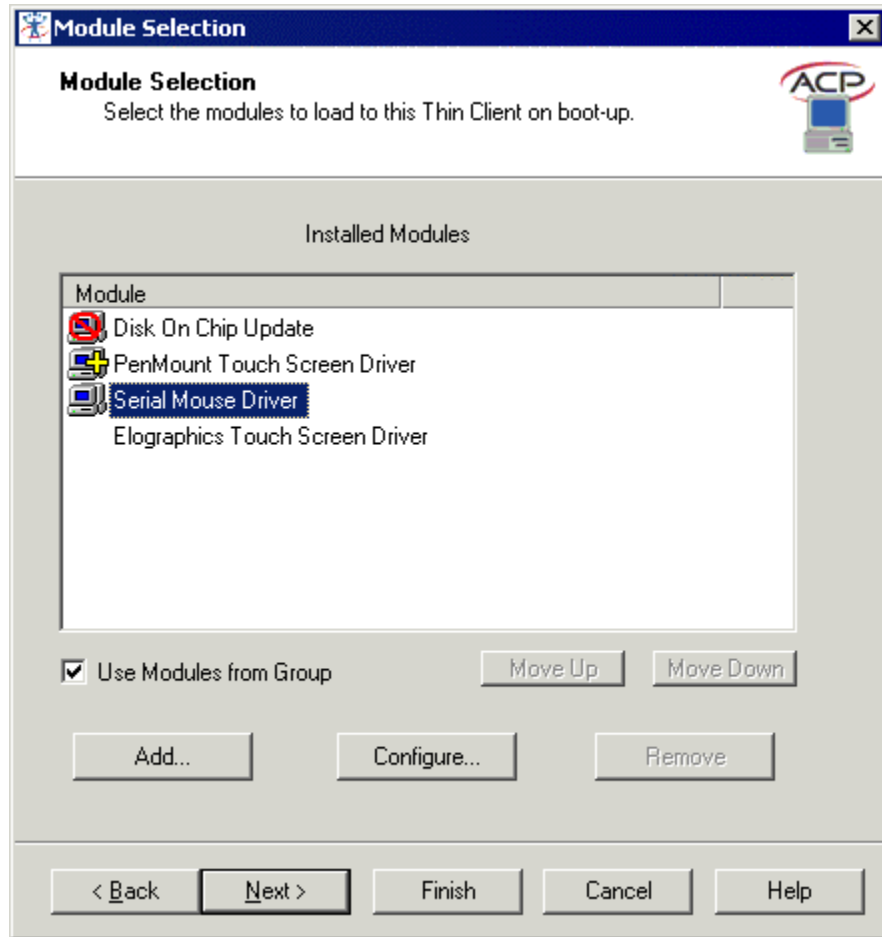 Module Selection
Module Selection
Select the modules to load to this Thin Client on boot-up.
ACP
Installed Modules
Module
Disk On Chip Update
PenMount Touch Screen Driver
Serial Mouse Driver
Elographics Touch Screen Driver
Use Modules from Group
Move Up
Move Down
Add...
Configure...
Remove
< Back
Next >
Finish
Cancel
Help